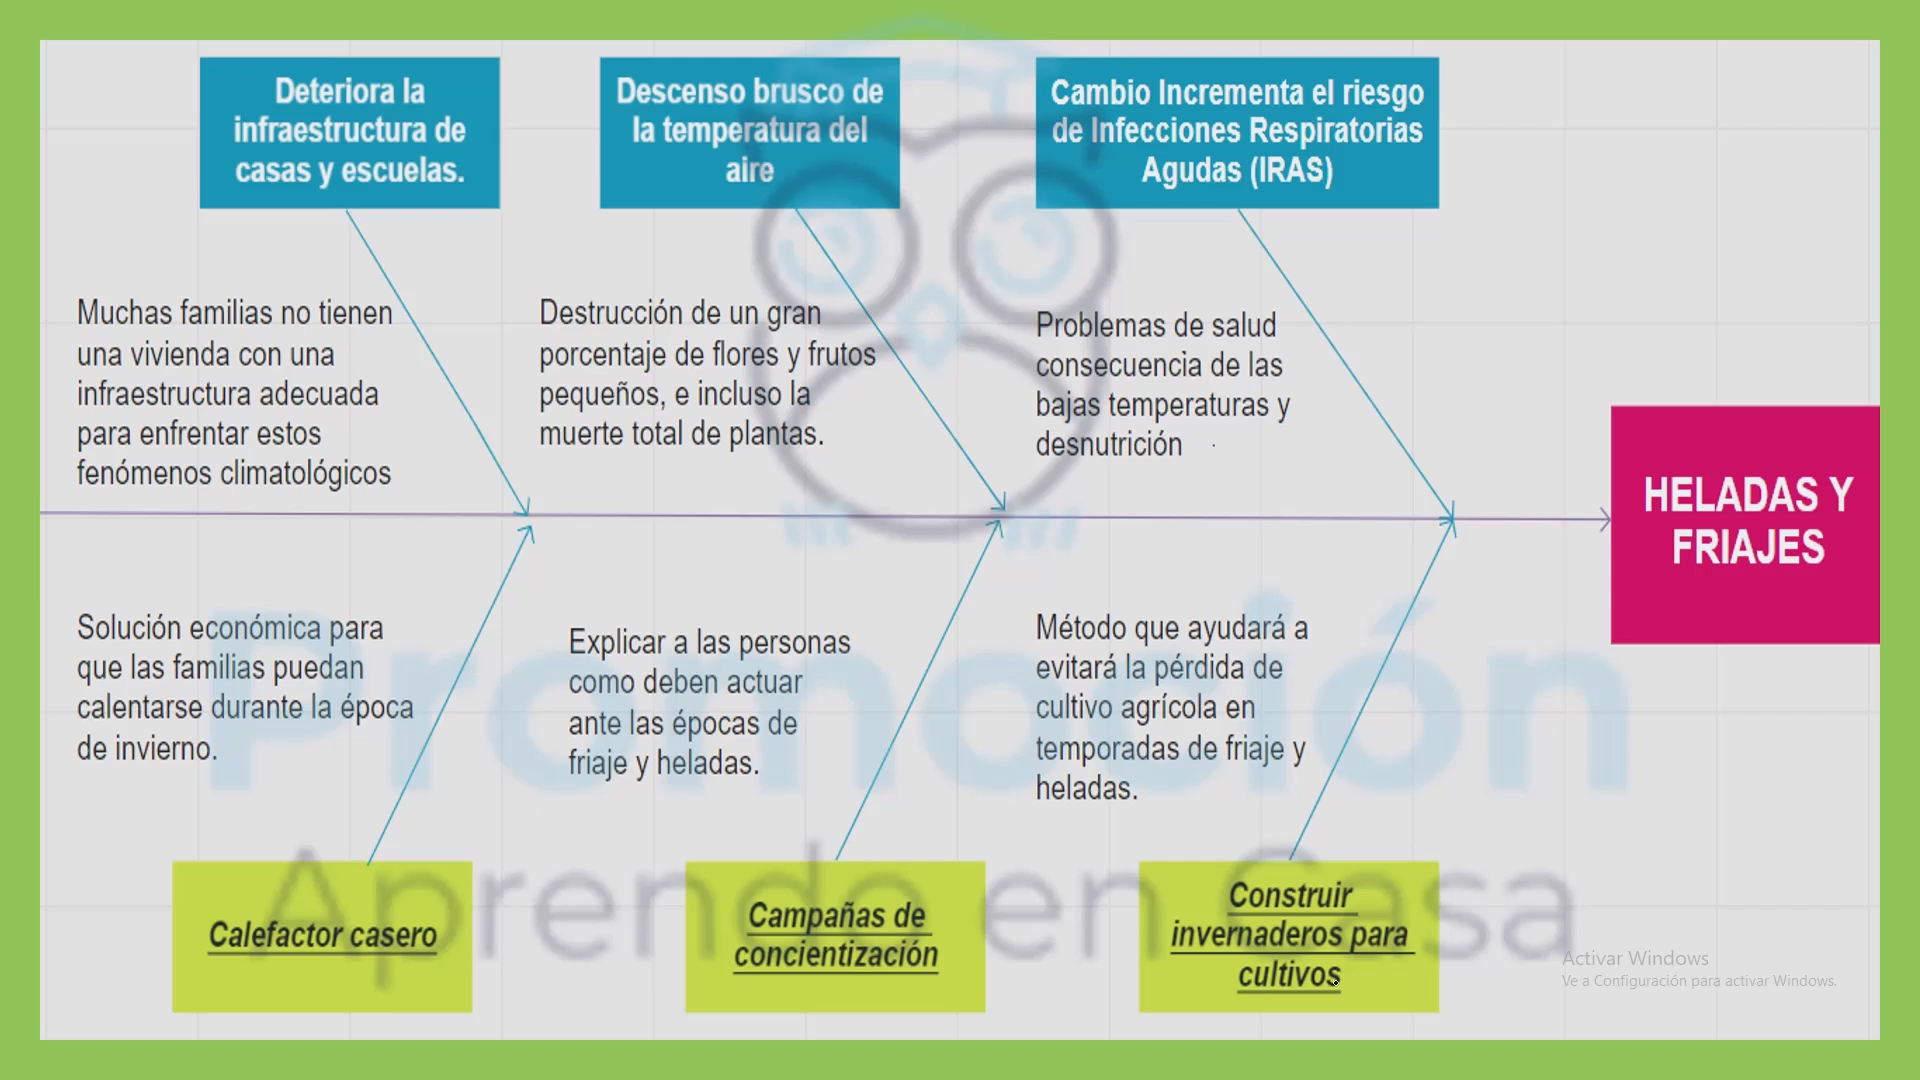 Deteriora la
infraestructura de
casas y escuelas.
Descenso brusco de
la temperatura del
aire
Cambio Incrementa el riesgo
de Infecciones Respiratorias
Agudas (IRAS)
Muchas familias no tienen
una vivienda con una
infraestructura adecuada
para enfrentar estos
fenómenos climatológicos
Destrucción de un gran
porcentaje de flores y frutos
pequeños, e incluso la
muerte total de plantas.
Problemas de salud
consecuencia de las
bajas temperaturas y
desnutrición
HELADAS Y
FRIAJES
Solución económica para
que las familias puedan
calentarse durante la época
de invierno.
Explicar a las personas
como deben actuar
ante las épocas de
friaje y heladas.
Método que ayudará a
evitará la pérdida de
cultivo agrícola en
temporadas de friaje y
heladas.
Promoción
Aprendo en Casa
Calefactor casero
Campañas de
concientización
Construir
invernaderos para
cultivos
Activar Windows
Ve a Configuración para activar Windows.